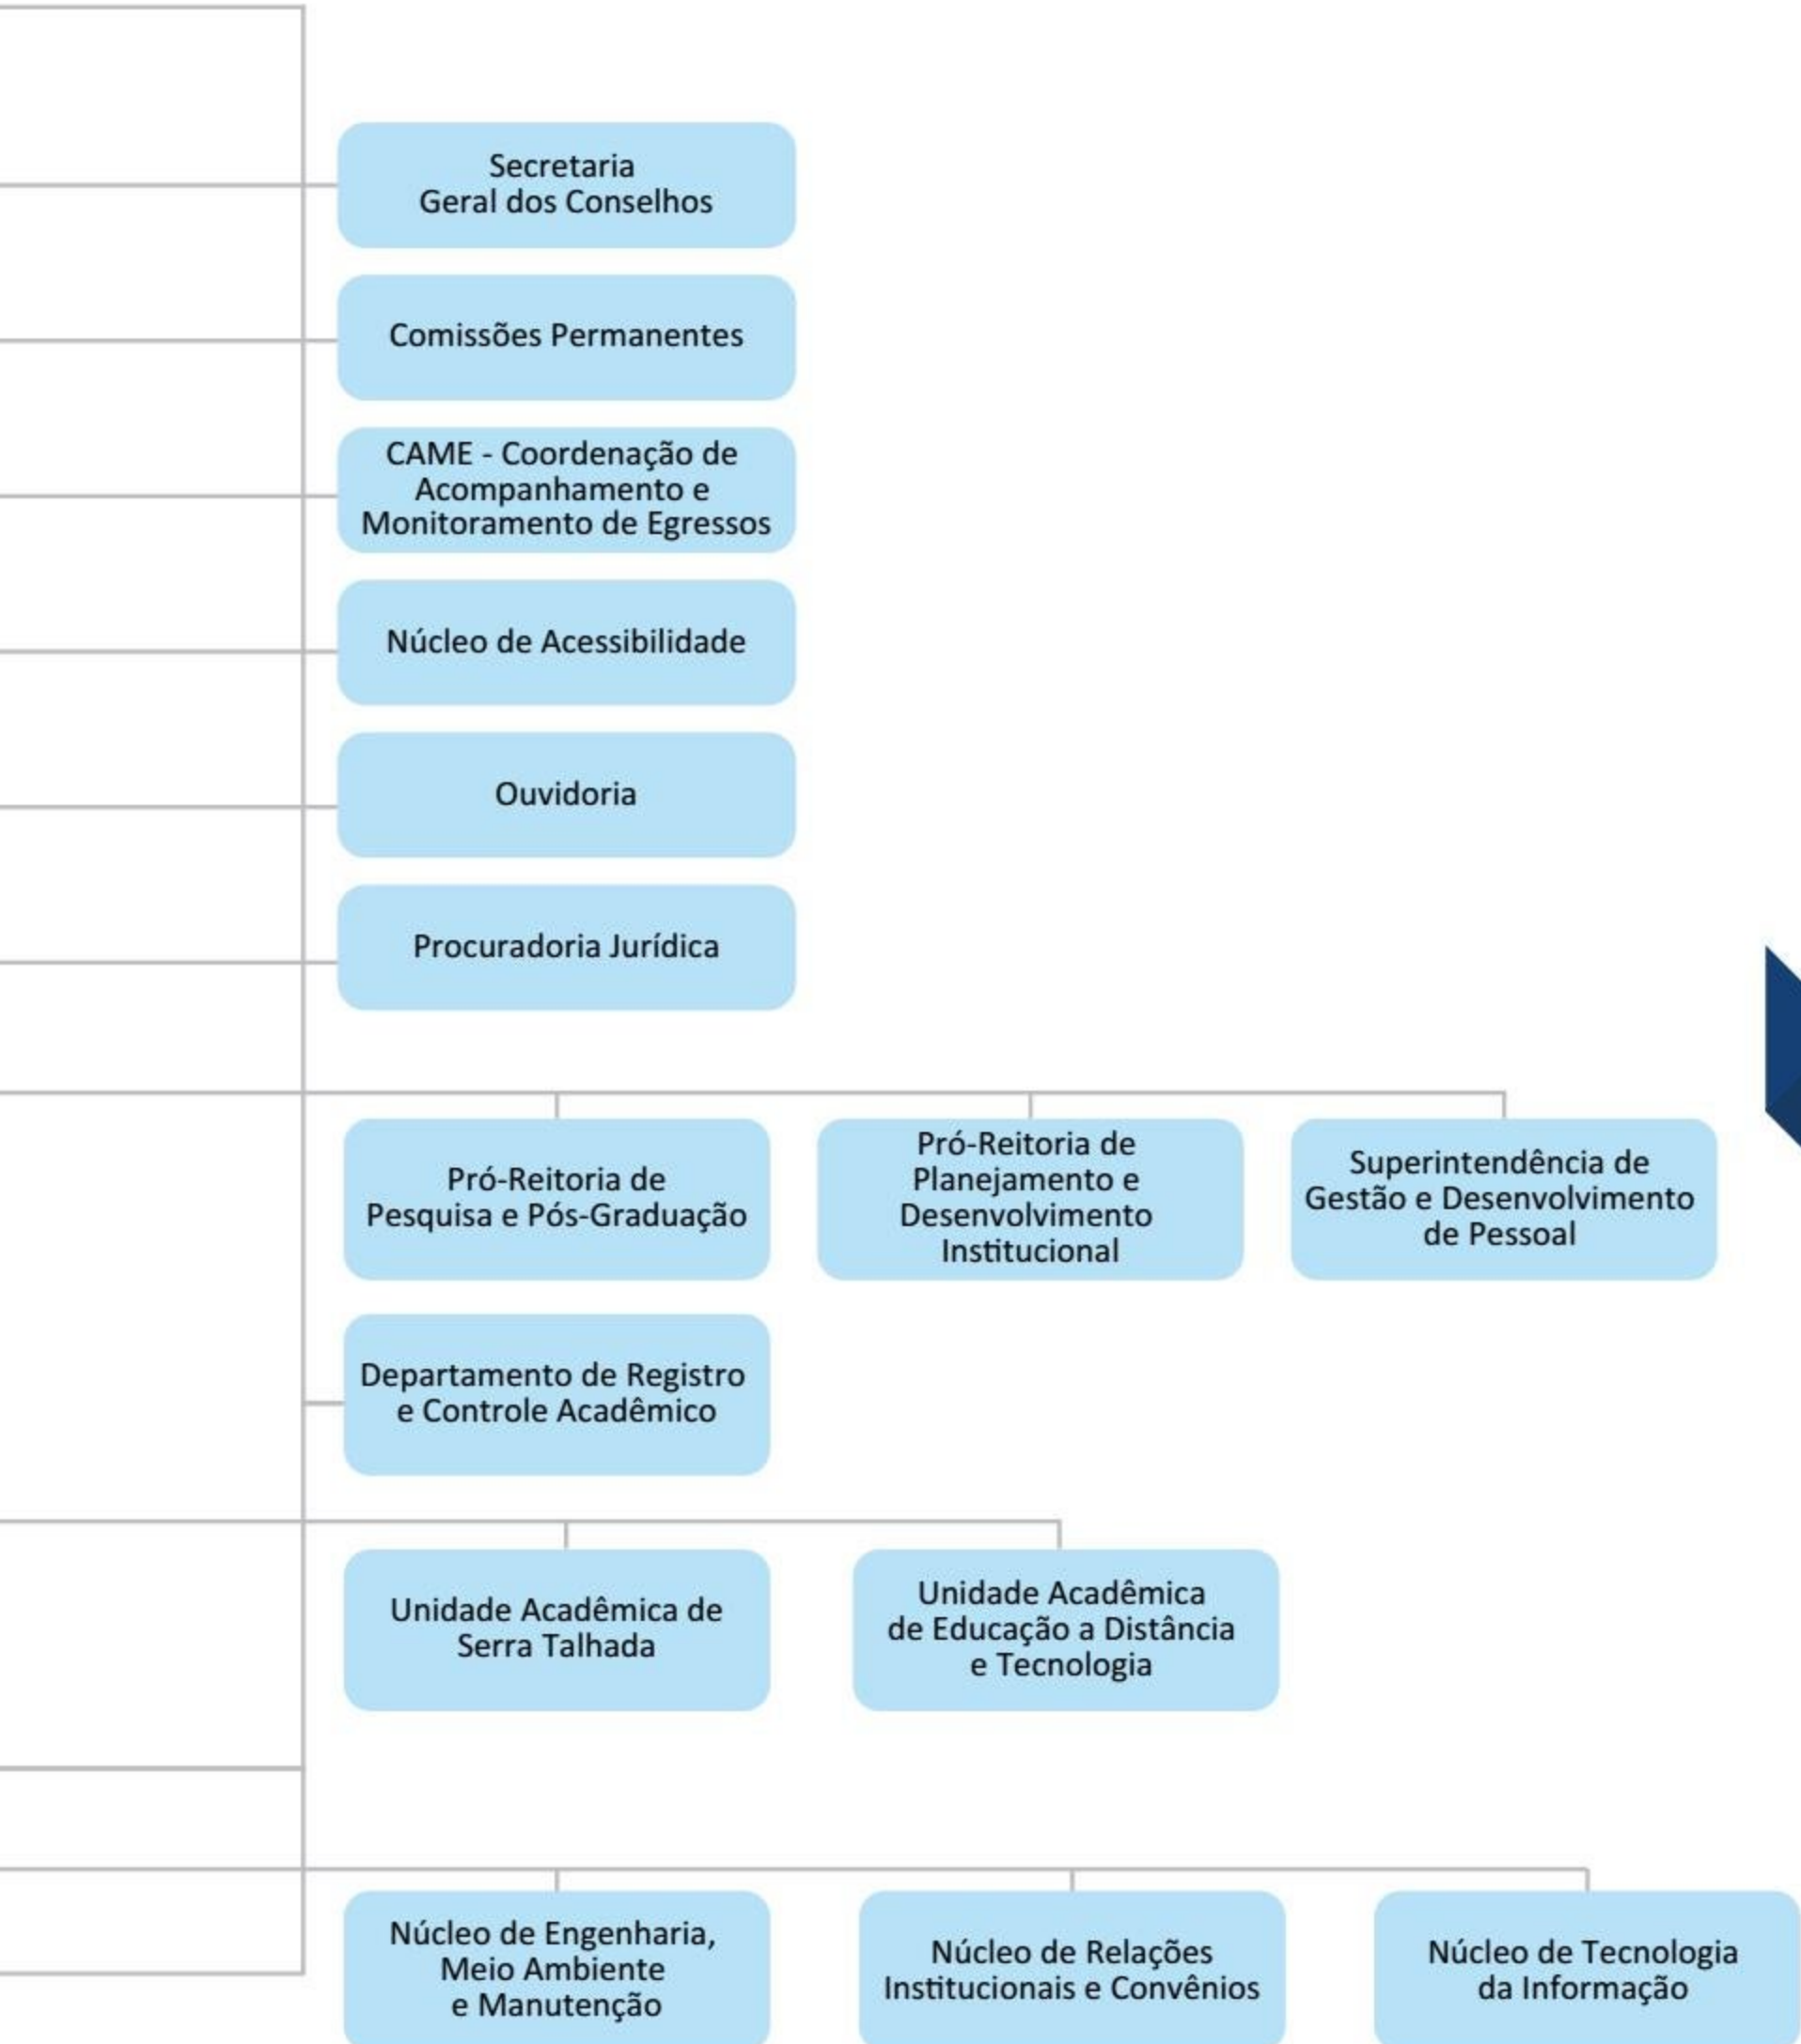 Secretaria
Geral dos Conselhos
Comissões Permanentes
CAME - Coordenação de
Acompanhamento e
Monitoramento de Egressos
Núcleo de Acessibilidade
Ouvidoria
Procuradoria Jurídica
Pró-Reitoria de
Pesquisa e Pós-Graduação
Pró-Reitoria de
Planejamento e
Desenvolvimento
Institucional
Superintendência de
Gestão e Desenvolvimento
de Pessoal
Departamento de Registro
e Controle Acadêmico
Unidade Acadêmica de
Serra Talhada
Unidade Acadêmica
de Educação a Distância
e Tecnologia
Núcleo de Engenharia,
Meio Ambiente
e Manutenção
Núcleo de Relações
Institucionais e Convênios
Núcleo de Tecnologia
da Informação